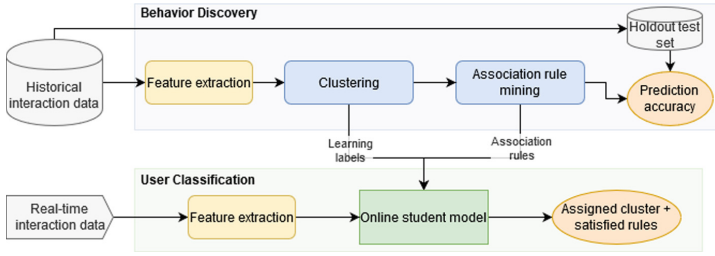 Behavior Discovery
Holdout test
set
Historical
interaction data
Feature extraction
Clustering
Association rule
mining
Prediction
accuracy
Learning
labels
Association
rules
User Classification
Real-time
interaction data
Feature extraction
Online student model
Assigned cluster +
satisfied rules